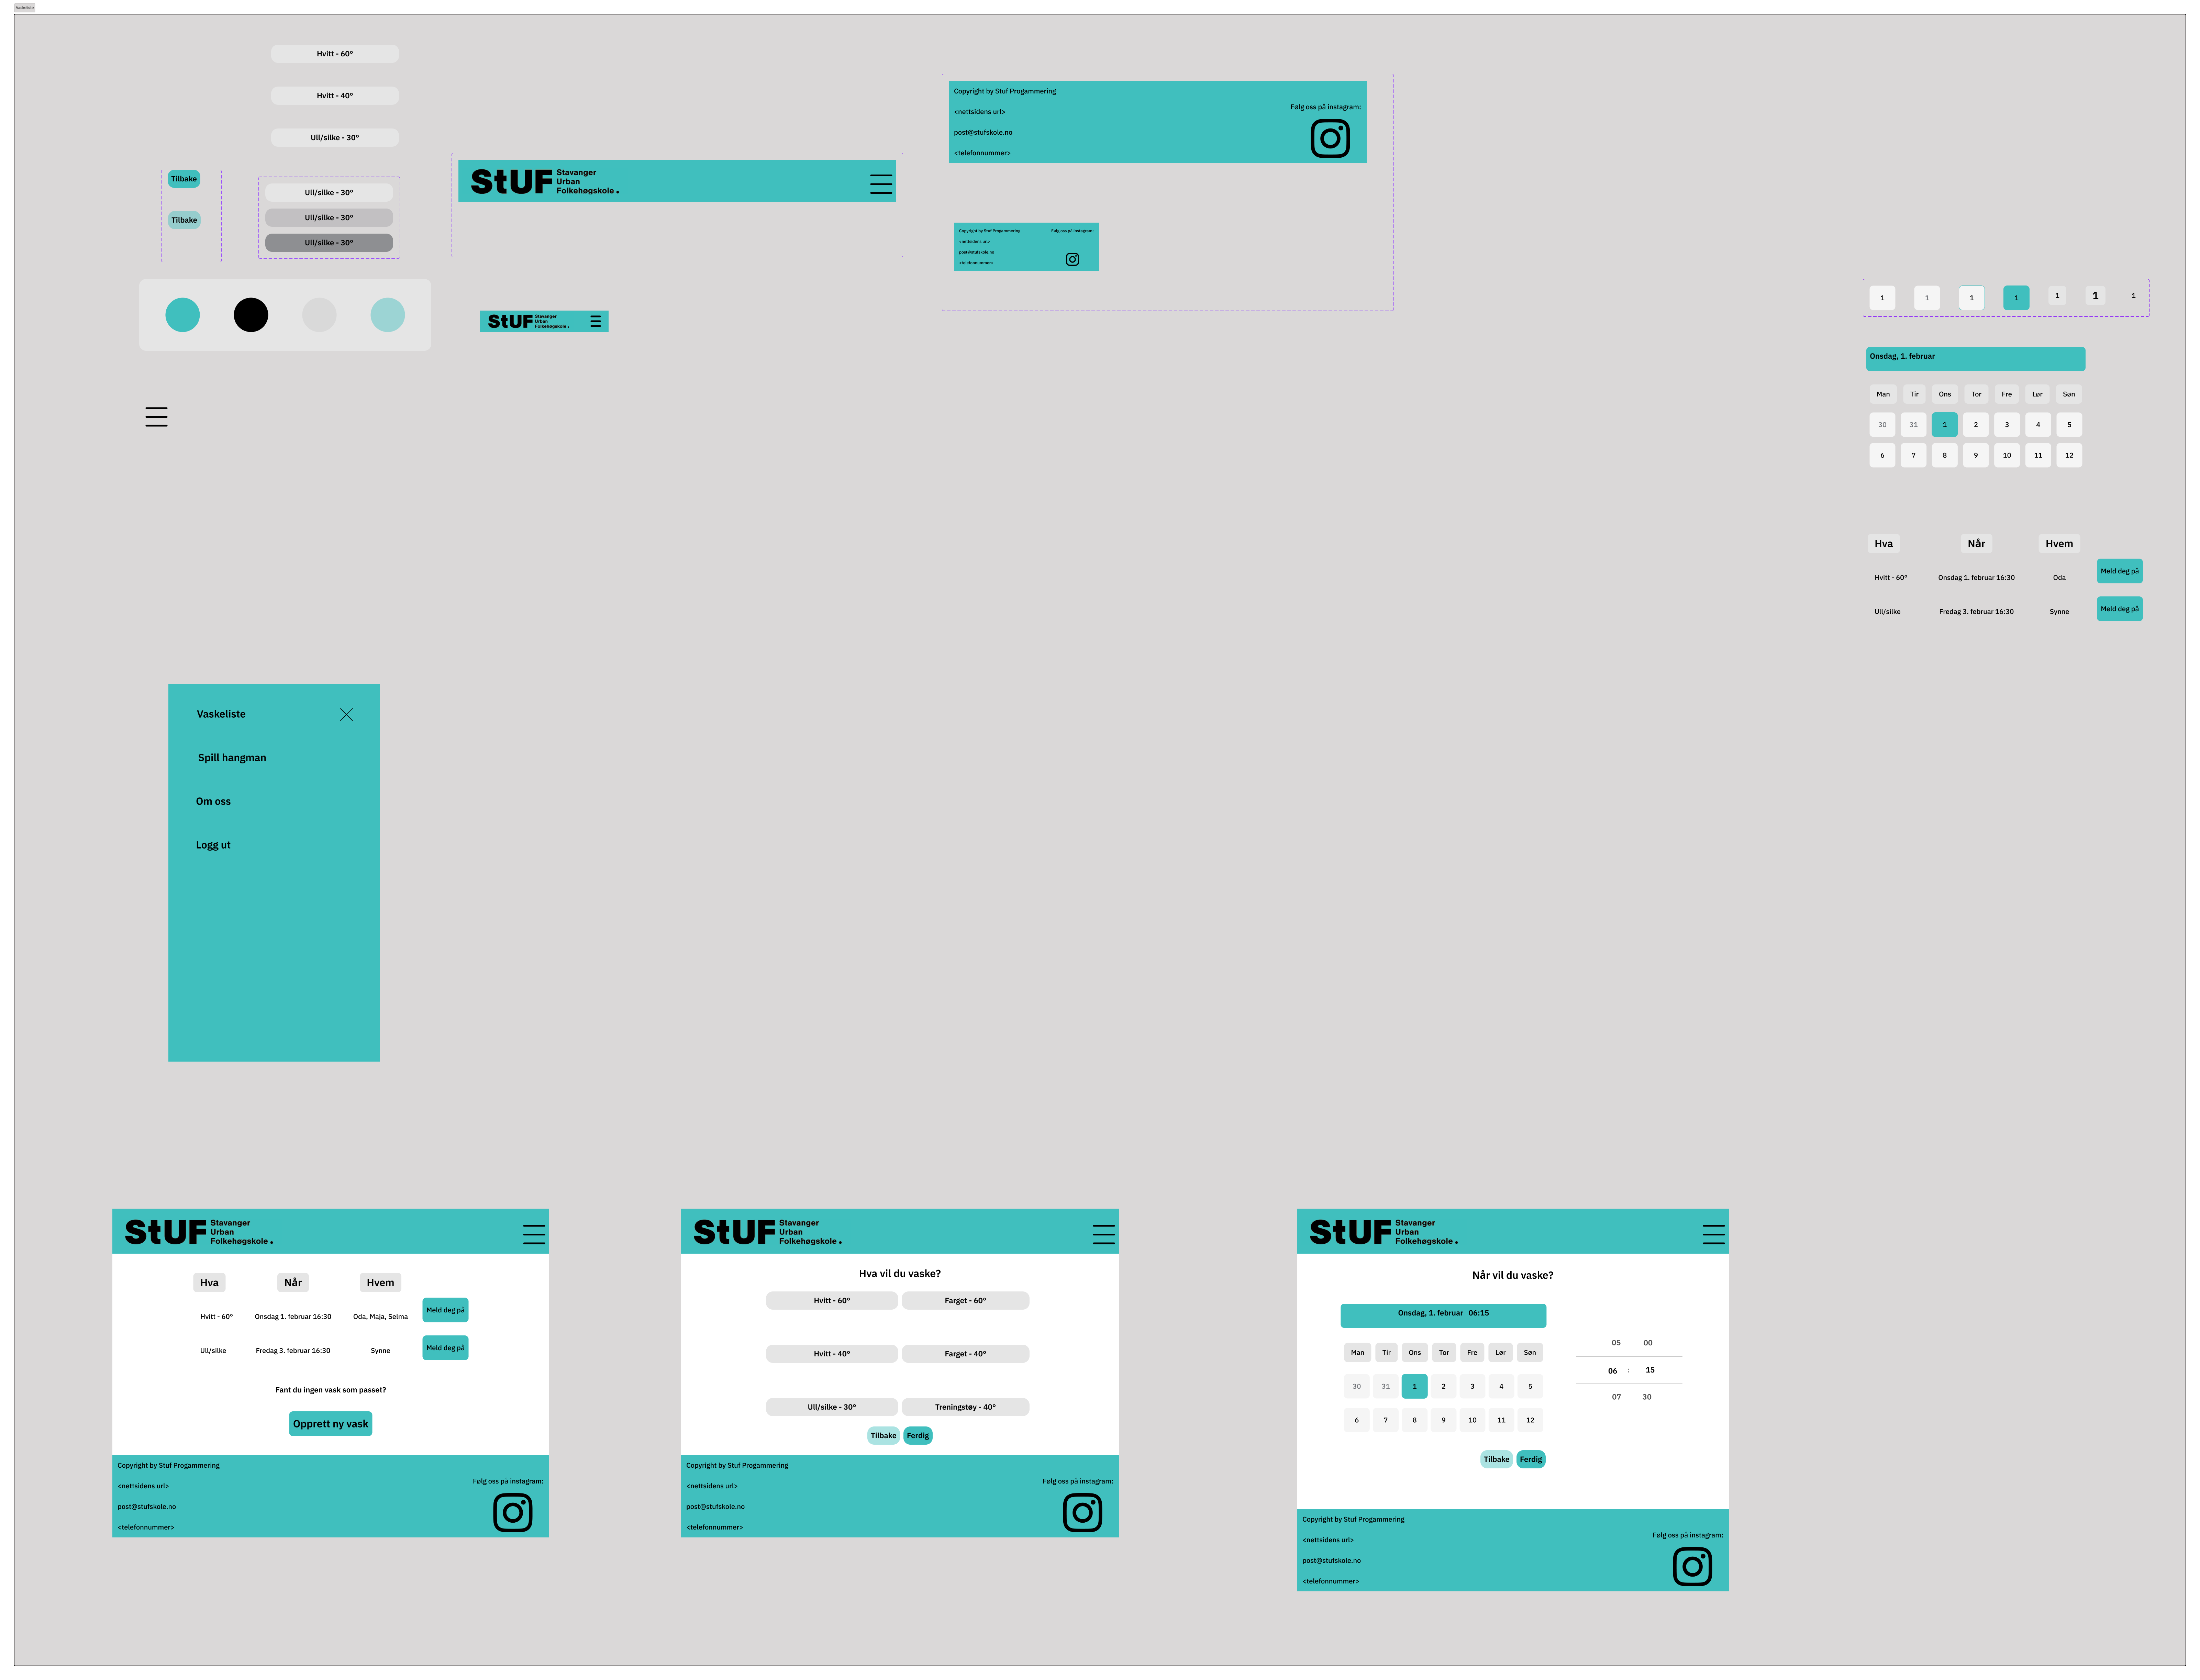 Vaskeliste
Hvitt - 60°
Hvitt - 40°
Ull/silke - 30°
Tilbake
Tilbake
Ull/silke - 30°
Ull/silke - 30°
Ull/silke - 30°
StUF Stavanger
Urban
Folkehøgskole.
StUF Stavanger
Urban
Folkehøgskole.
Copyright by Stuf Progammering
<nettsidens url>
post@stufskole.no
<telefonnummer>
Følg oss på instagram:
Copyright by Stuf Progammering
<nettsidens url>
post@stufskole.no
<telefonnummer>
Følg oss på instagram:
1 1 1 1 1 1 1
Onsdag, 1. februar
Man Tir Ons Tor Fre Lør Søn
30 31 1 2 3 4 5
6 7 8 9 10 11 12
Hva Når Hvem
Hvitt - 60° Onsdag 1. februar 16:30 Oda Meld deg på
Ull/silke Fredag 3. februar 16:30 Synne Meld deg på
Vaskeliste
Spill hangman
Om oss
Logg ut
StUF Stavanger
Urban
Folkehøgskole.
Hva Når Hvem
Hvitt - 60° Onsdag 1. februar 16:30 Oda, Maja, Selma Meld deg på
Ull/silke Fredag 3. februar 16:30 Synne Meld deg på
Fant du ingen vask som passet?
Opprett ny vask
Copyright by Stuf Progammering
<nettsidens url>
post@stufskole.no
<telefonnummer>
Følg oss på instagram:
StUF Stavanger
Urban
Folkehøgskole.
Hva vil du vaske?
Hvitt - 60° Farget - 60°
Hvitt - 40° Farget - 40°
Ull/silke - 30° Treningstøy - 40°
Tilbake Ferdig
Copyright by Stuf Progammering
<nettsidens url>
post@stufskole.no
<telefonnummer>
Følg oss på instagram:
StUF Stavanger
Urban
Folkehøgskole.
Når vil du vaske?
Onsdag, 1. februar 06:15
Man Tir Ons Tor Fre Lør Søn
30 31 1 2 3 4 5
6 7 8 9 10 11 12
05 00
06 : 15
07 30
Tilbake Ferdig
Copyright by Stuf Progammering
<nettsidens url>
post@stufskole.no
<telefonnummer>
Følg oss på instagram: